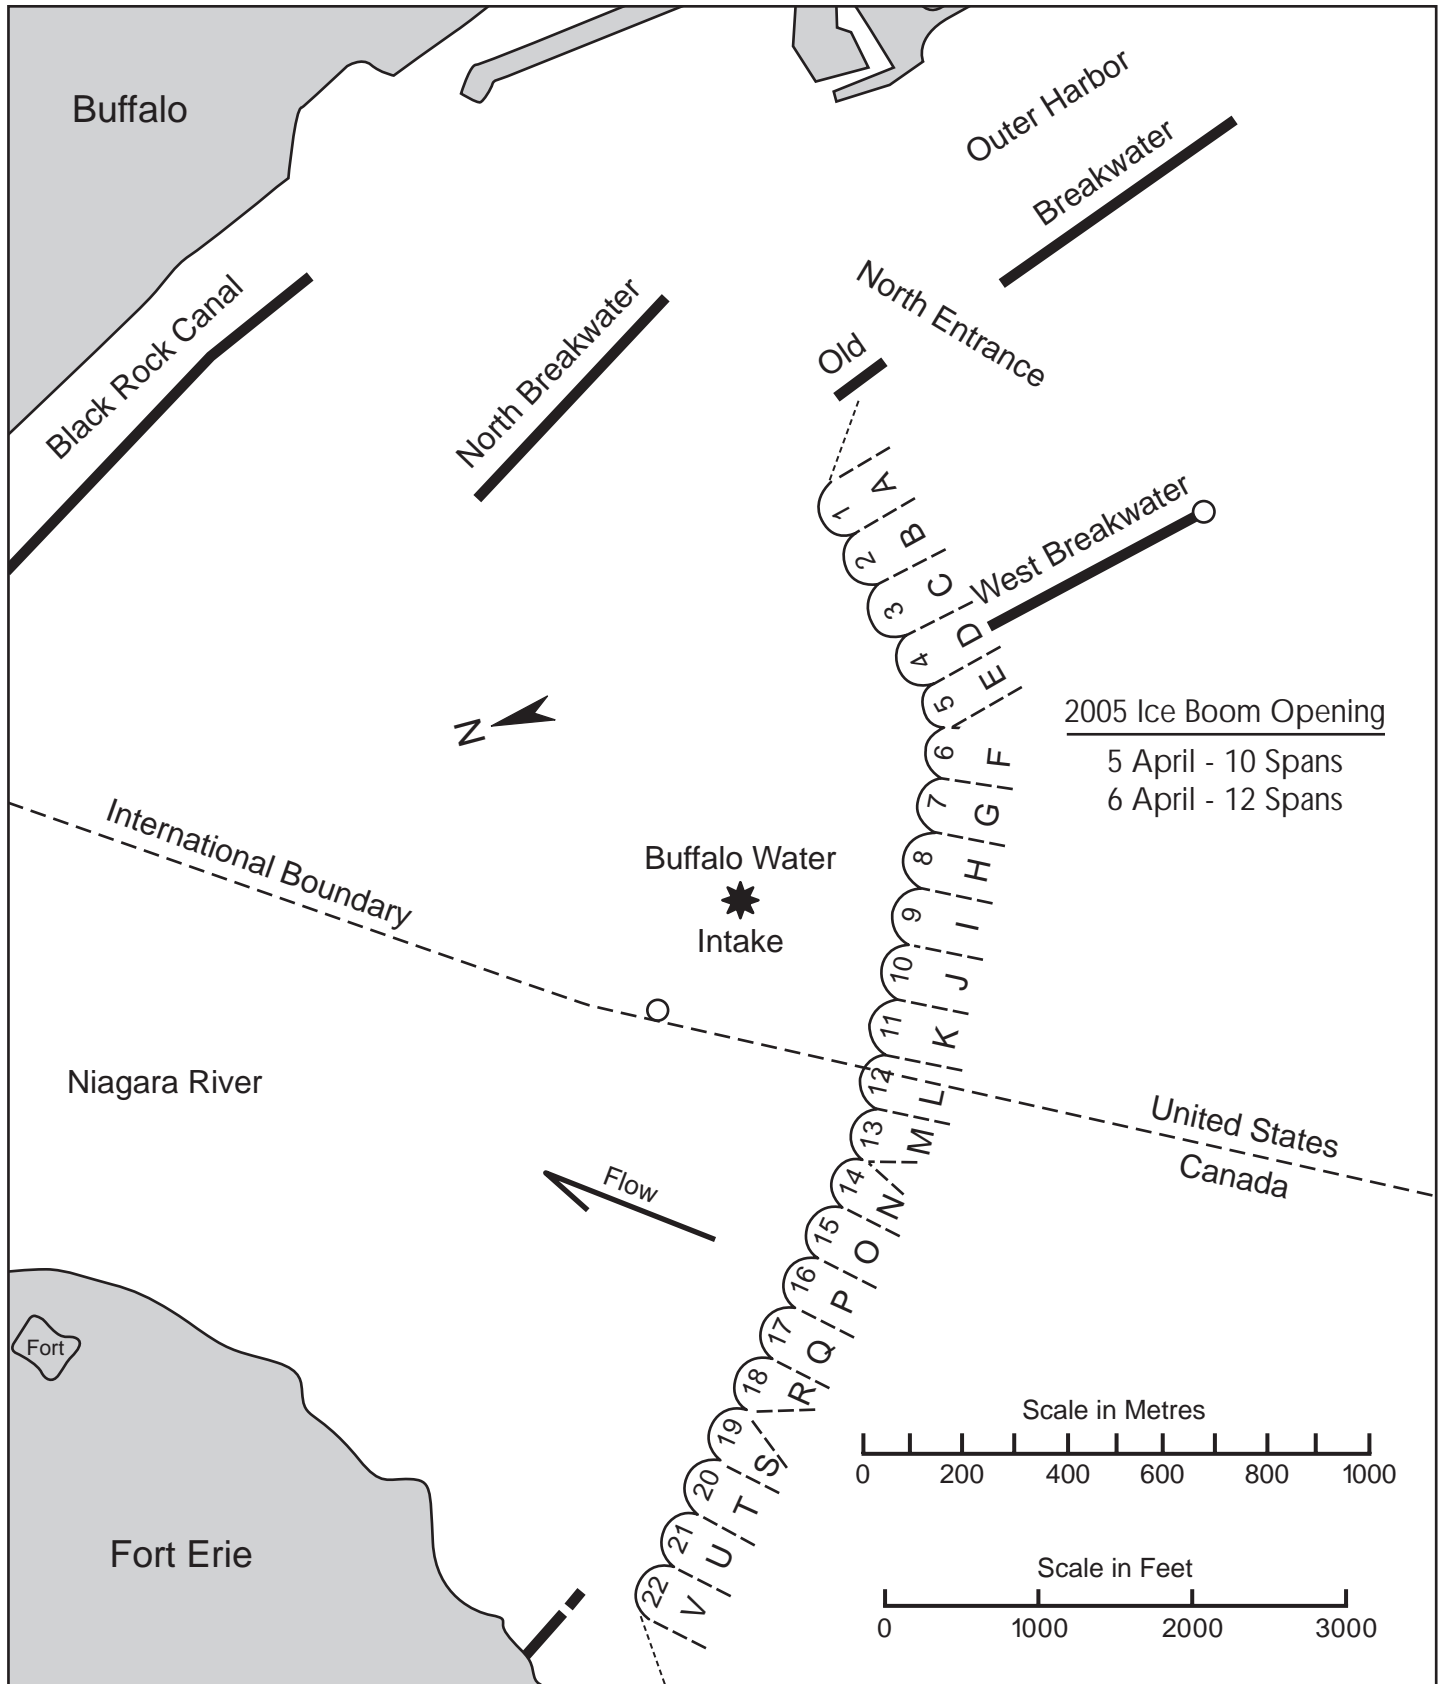 Buffalo
Outer Harbor
Breakwater
North Entrance
Black Rock Canal
North Breakwater
Old
West Breakwater
1
A
2
B
3
C
4
D
5
E
6
F
7
G
8
H
9
I
10
J
11
K
12
L
13
M
14
N
15
O
16
P
17
Q
18
R
19
S
20
T
21
U
22
V
N
2005 Ice Boom Opening
5 April - 10 Spans
6 April - 12 Spans
International Boundary
Buffalo Water
Intake
Niagara River
United States
Canada
Flow
Fort
Fort Erie
Scale in Metres
0 200 400 600 800 1000
Scale in Feet
0 1000 2000 3000